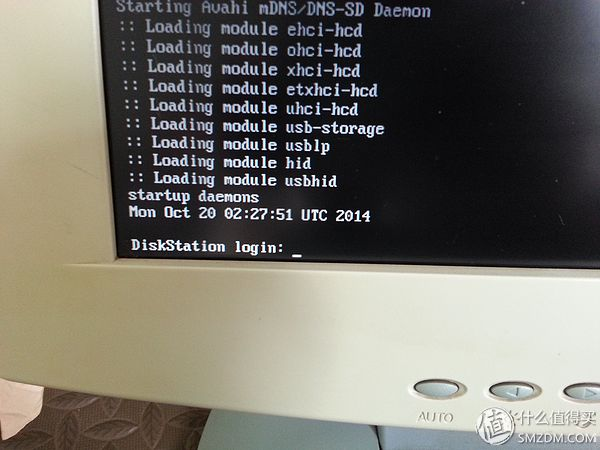 Starting Avahi mDNS/DNS-SD Daemon
:: Loading module ehci-hcd
:: Loading module ohci-hcd
:: Loading module xhci-hcd
:: Loading module etxhci-hcd
:: Loading module uhci-hcd
:: Loading module usb-storage
:: Loading module usblp
:: Loading module hid
:: Loading module usbhid
startup daemons
Mon Oct 20 02:27:51 UTC 2014
DiskStation login: _
AUTO
值 什么值得买
SMZDM.COM